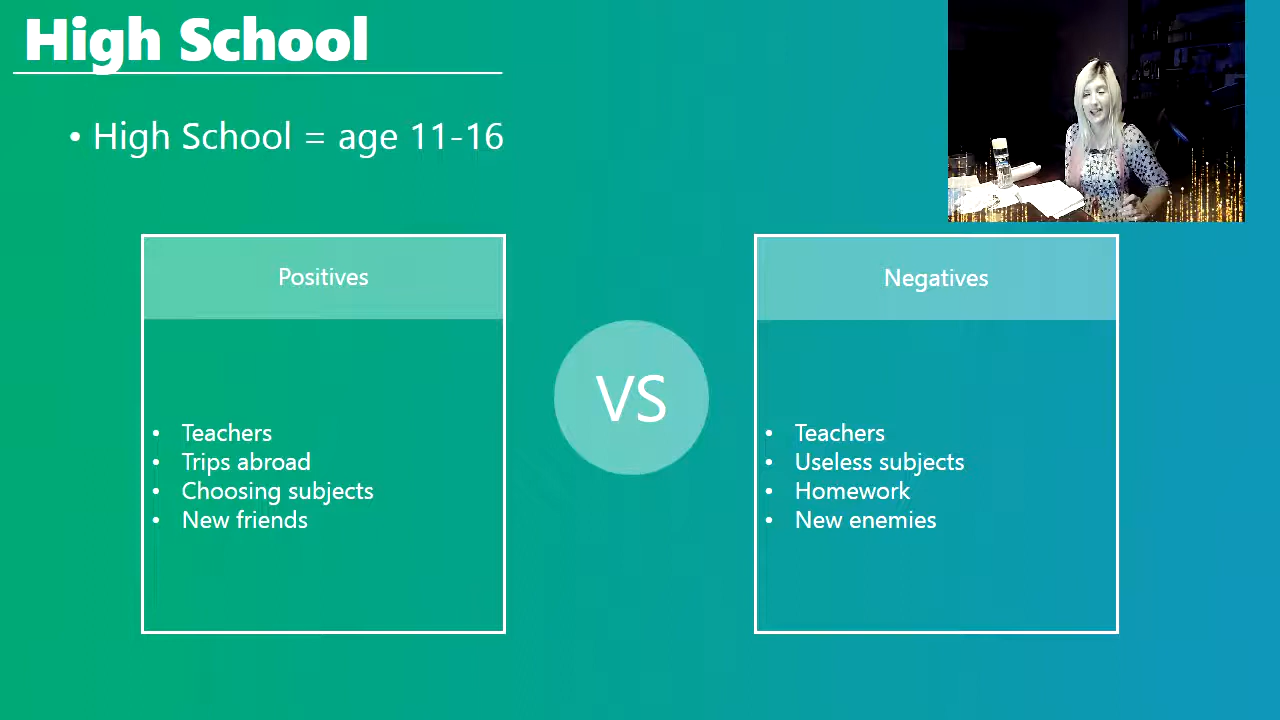 High School
• High School = age 11-16
Positives
• Teachers
• Trips abroad
• Choosing subjects
• New friends
VS
Negatives
• Teachers
• Useless subjects
• Homework
• New enemies